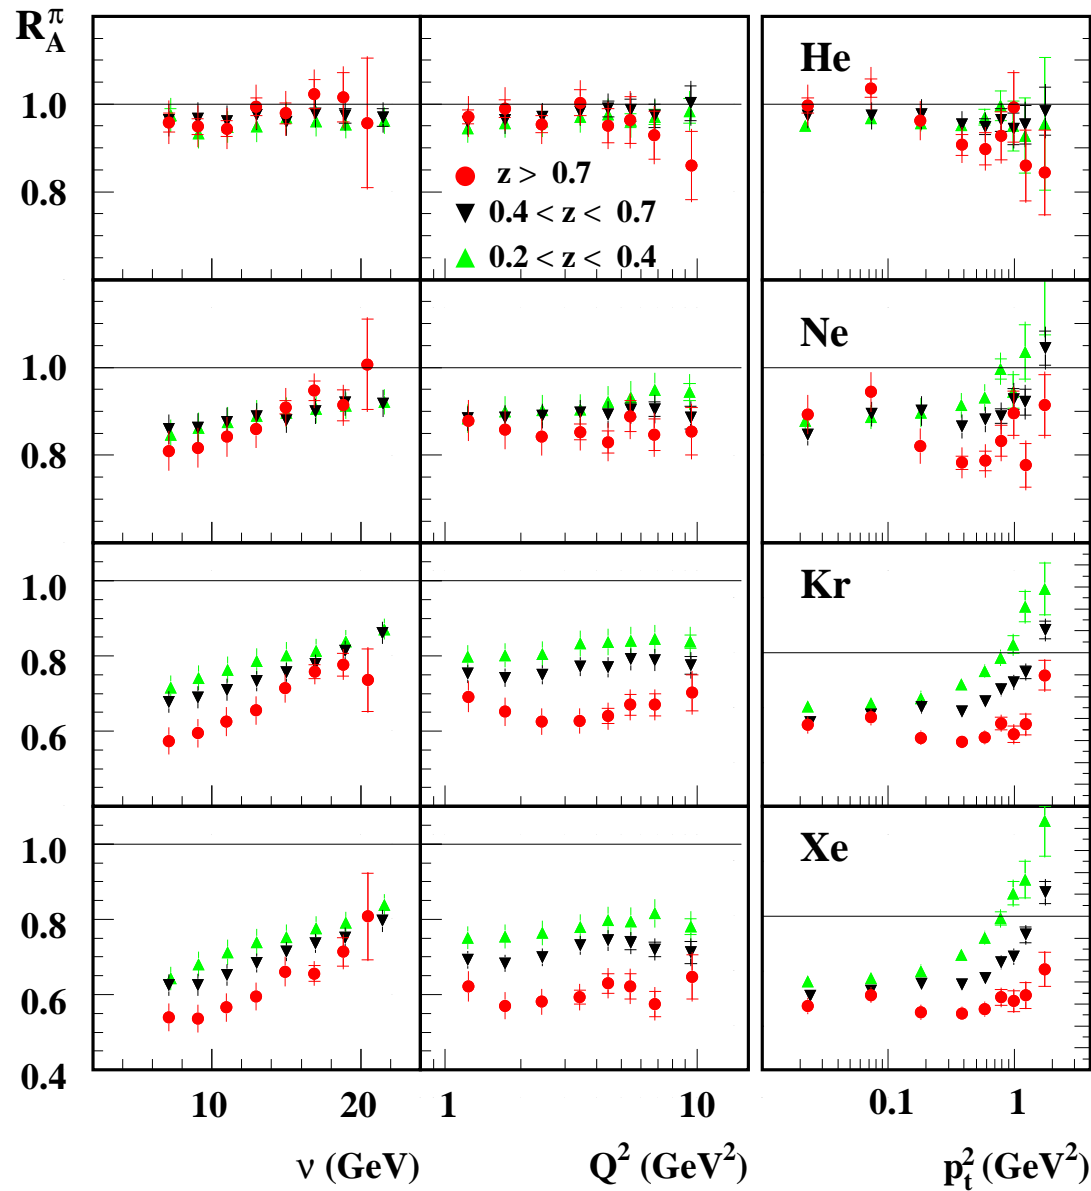 R_A^π
He
1.0
0.8
z > 0.7
0.4 < z < 0.7
0.2 < z < 0.4
Ne
1.0
0.8
Kr
1.0
0.8
0.6
Xe
1.0
0.8
0.6
0.4
10 20 1 10 0.1 1
ν (GeV) Q² (GeV²) p_t² (GeV²)